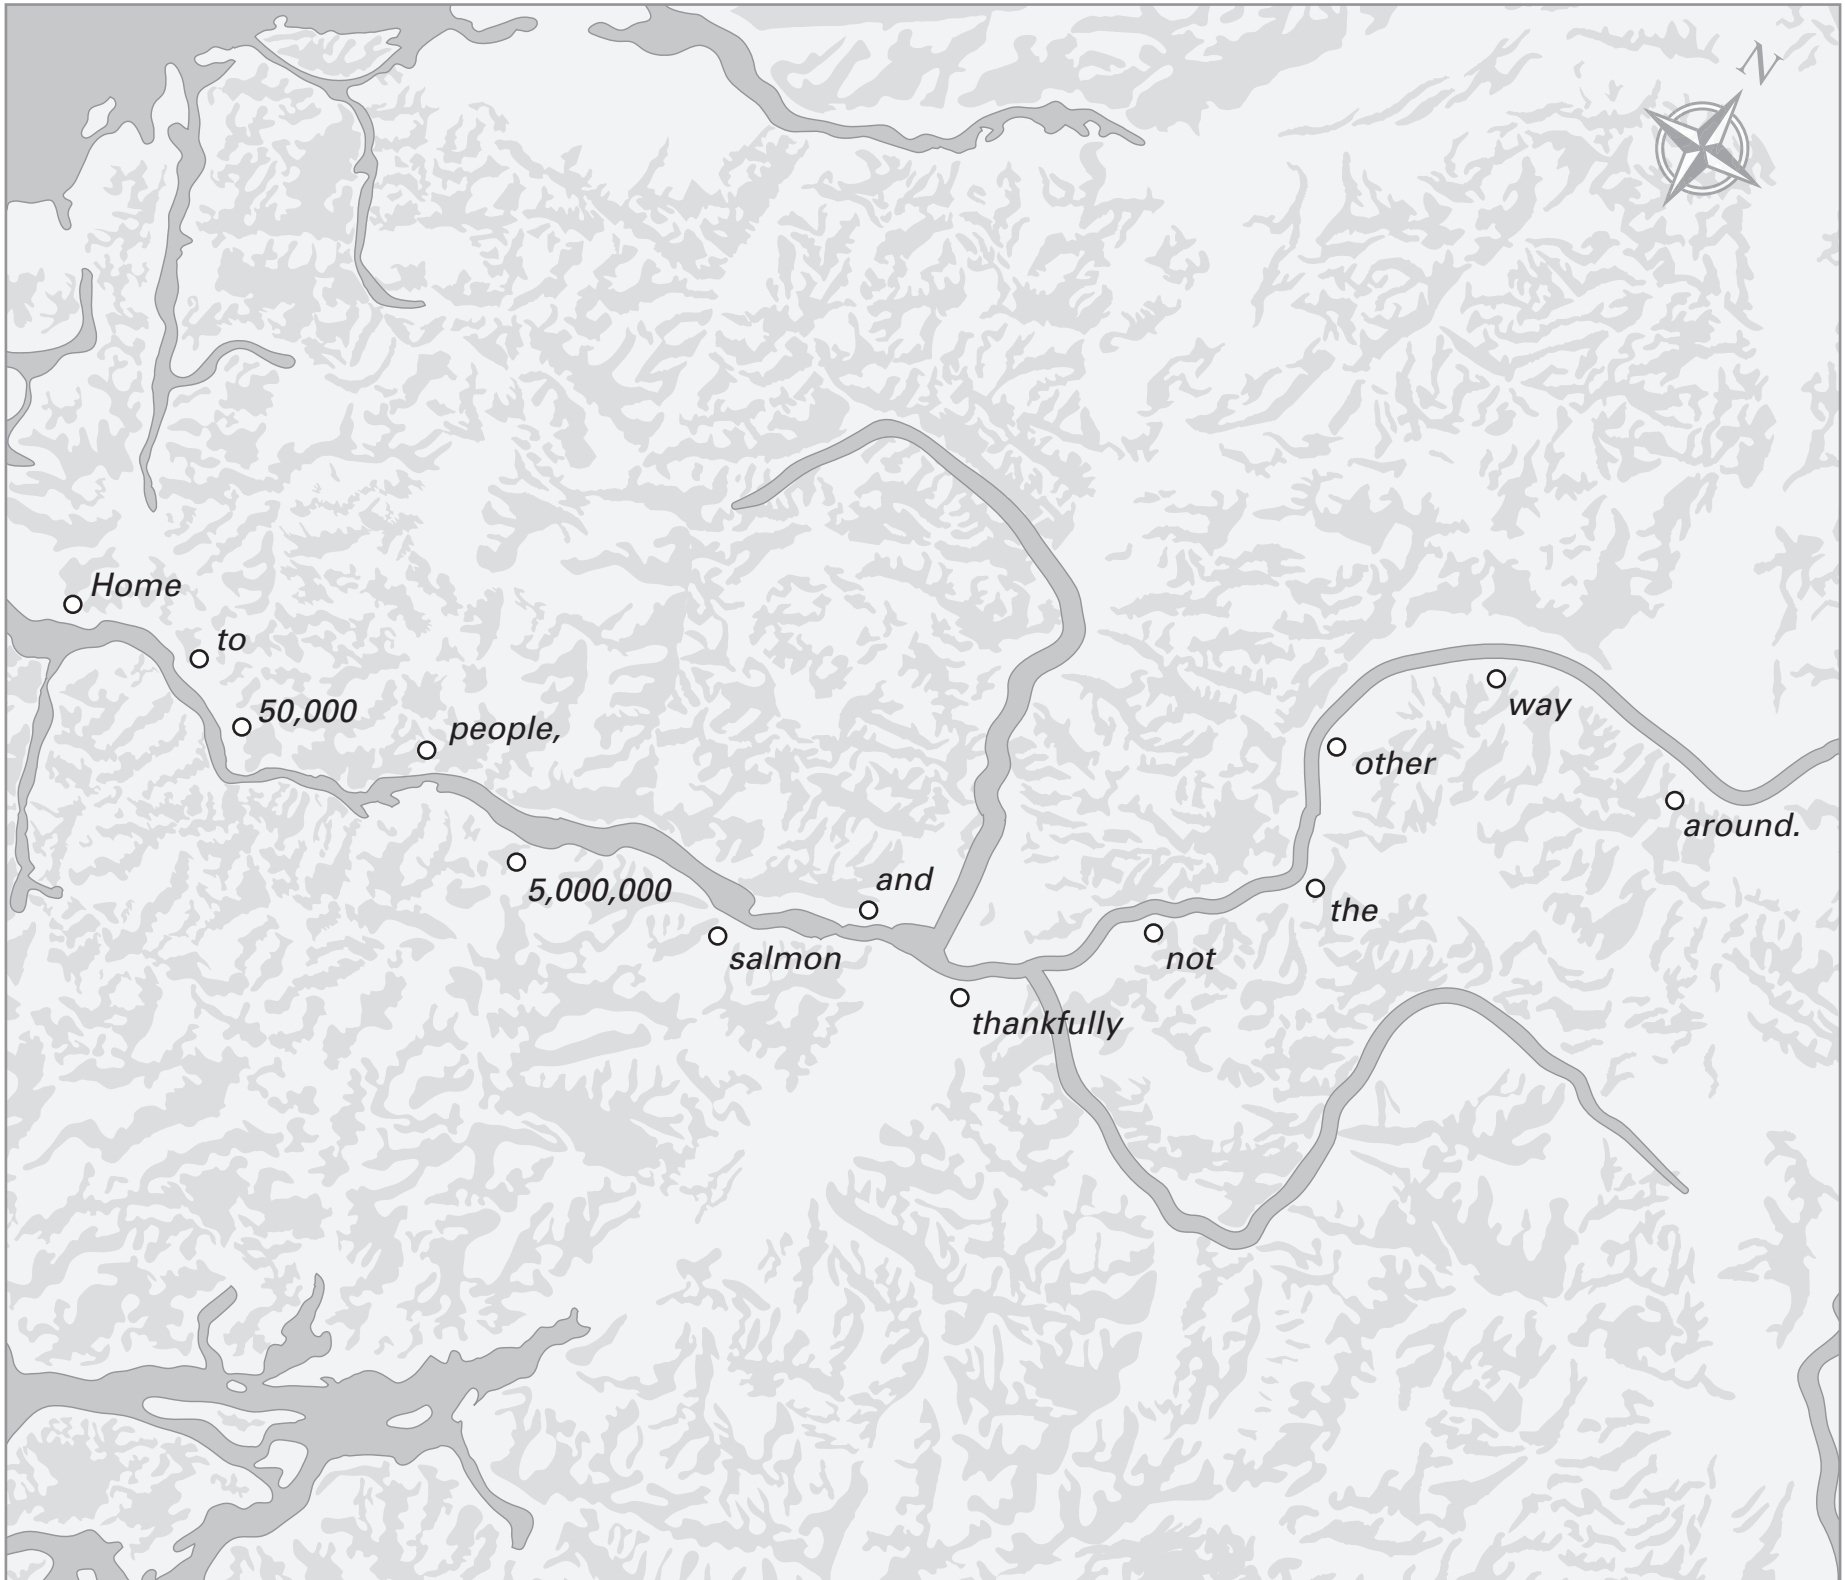 N
Home
to
50,000
people,
5,000,000
salmon
and
thankfully
not
the
other
way
around.